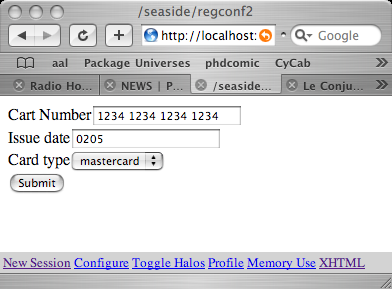 /seaside/regconf2
http://localhost:
Google
aal Package Universes phdcomic CyCab
Radio Ho... NEWS | P... /seaside... Le Conju...
Cart Number 1234 1234 1234 1234
Issue date 0205
Card type mastercard
Submit
New Session Configure Toggle Halos Profile Memory Use XHTML